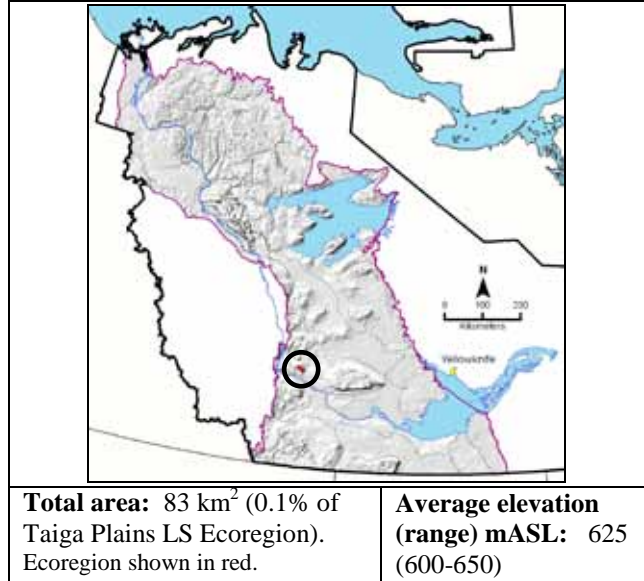 N
0 100 200
Kilometers
Yellowknife
Total area: 83 km2 (0.1% of
Taiga Plains LS Ecoregion).
Ecoregion shown in red.
Average elevation
(range) mASL: 625
(600-650)